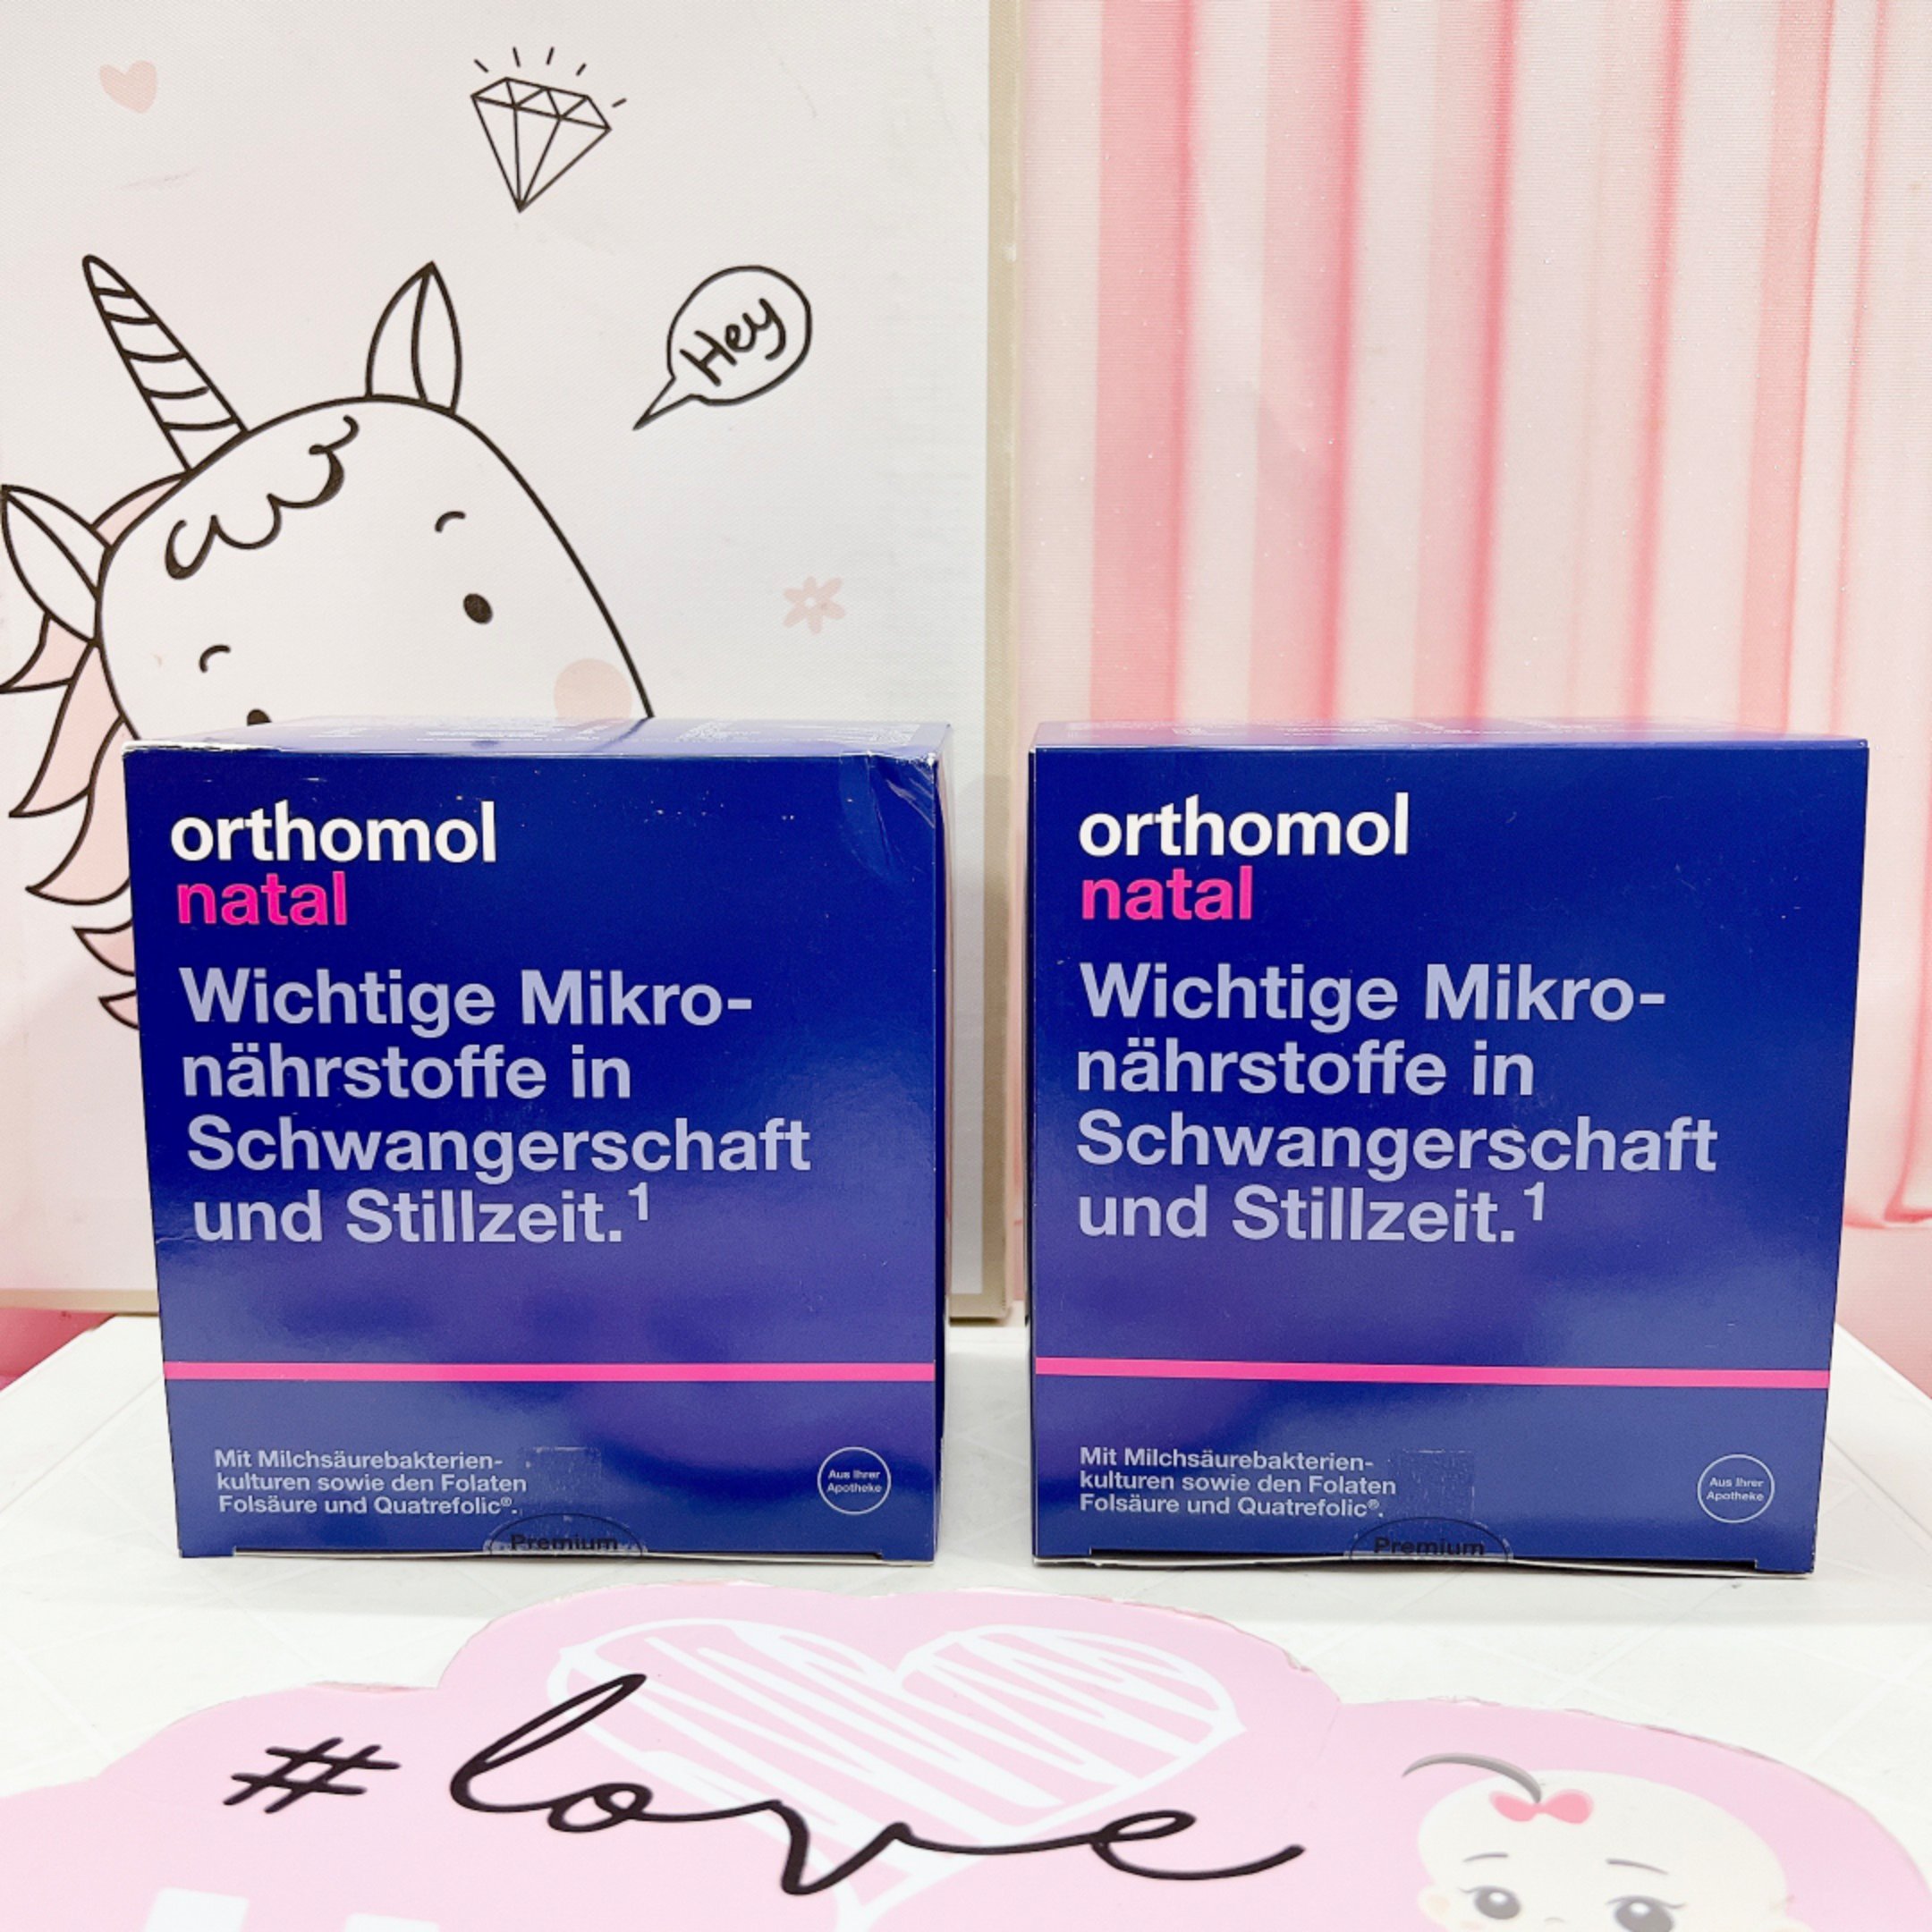 Hey
orthomol
natal
Wichtige Mikro-
nährstoffe in
Schwangerschaft
und Stillzeit.¹
Mit Milchsäurebakterien-
kulturen sowie den Folaten
Folsäure und Quatrefolic®.
Aus Ihrer
Apotheke
Premium
orthomol
natal
Wichtige Mikro-
nährstoffe in
Schwangerschaft
und Stillzeit.¹
Mit Milchsäurebakterien-
kulturen sowie den Folaten
Folsäure und Quatrefolic®.
Aus Ihrer
Apotheke
Premium
#love